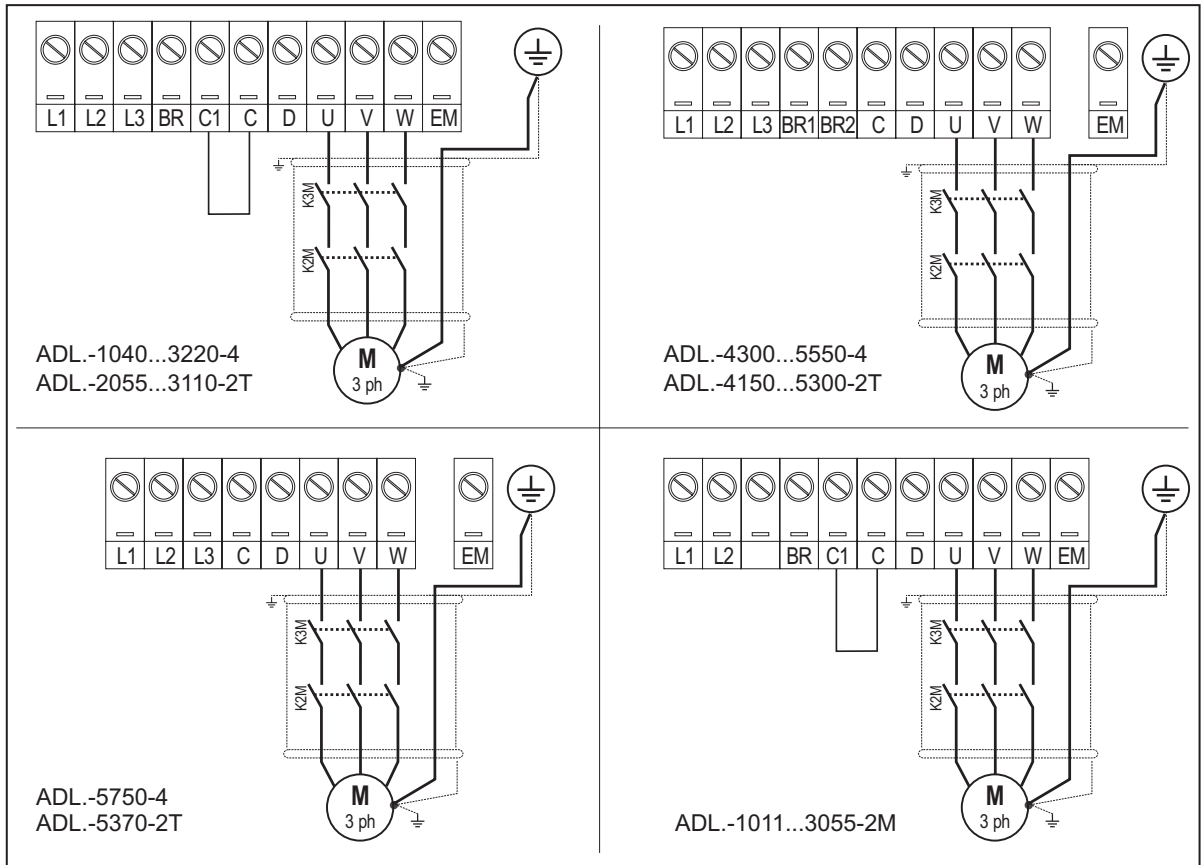 L1 L2 L3 BR C1 C D U V W EM
K3M
K2M
M
3 ph
ADL.-1040...3220-4
ADL.-2055...3110-2T
L1 L2 L3 BR1 BR2 C D U V W EM
K3M
K2M
M
3 ph
ADL.-4300...5550-4
ADL.-4150...5300-2T
L1 L2 L3 C D U V W EM
K3M
K2M
M
3 ph
ADL.-5750-4
ADL.-5370-2T
L1 L2 BR C1 C D U V W EM
K3M
K2M
M
3 ph
ADL.-1011...3055-2M